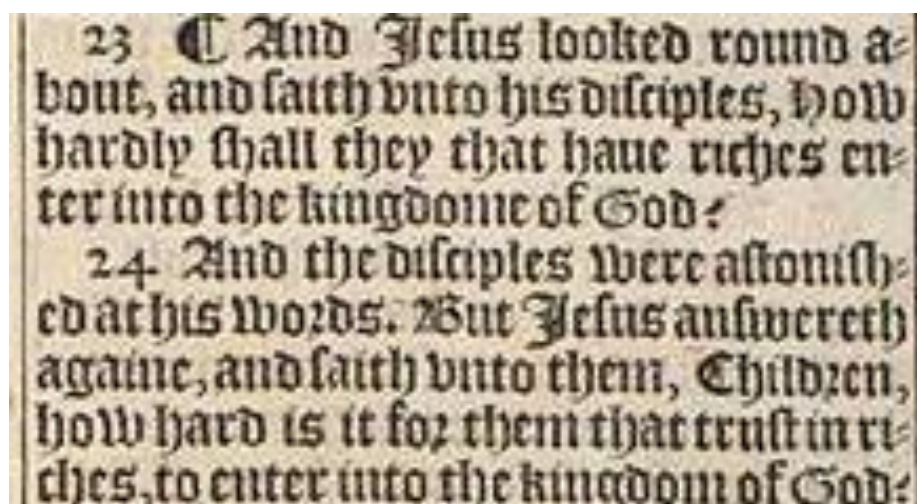 23 ¶ And Jeſus looked round a-
bout, and ſaith vnto his diſciples, How
hardly ſhall they that haue riches en-
ter into the kingdome of God?
24 And the diſciples were aſtoniſh-
ed at his words. But Jeſus anſwereth
againe, and ſaith vnto them, Children,
how hard is it foꝛ them that truſt in ri-
ches, to enter into the kingdom of God?